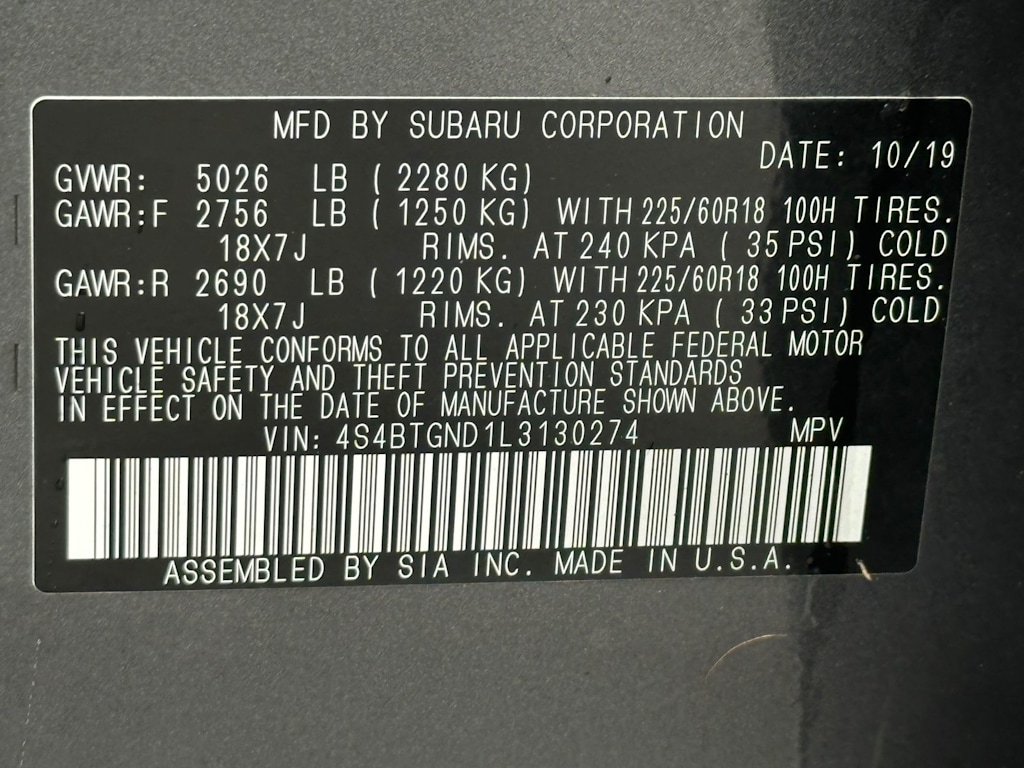 MFD BY SUBARU CORPORATION
DATE: 10/19
GVWR: 5026 LB ( 2280 KG)
GAWR:F 2756 LB ( 1250 KG) WITH 225/60R18 100H TIRES.
18X7J RIMS. AT 240 KPA ( 35 PSI) COLD
GAWR:R 2690 LB ( 1220 KG) WITH 225/60R18 100H TIRES.
18X7J RIMS. AT 230 KPA ( 33 PSI) COLD
THIS VEHICLE CONFORMS TO ALL APPLICABLE FEDERAL MOTOR
VEHICLE SAFETY AND THEFT PREVENTION STANDARDS
IN EFFECT ON THE DATE OF MANUFACTURE SHOWN ABOVE.
VIN: 4S4BTGND1L3130274 MPV
ASSEMBLED BY SIA INC. MADE IN U.S.A.